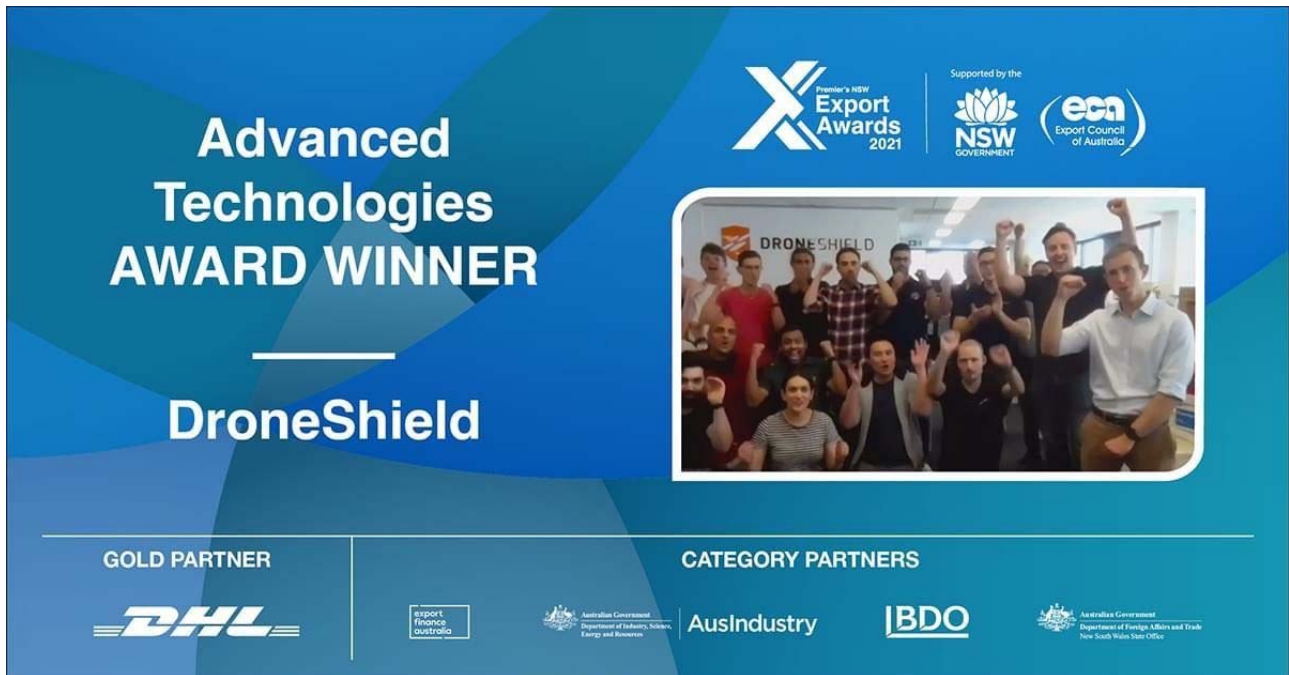 Advanced
Technologies
AWARD WINNER
DroneShield
Premier's NSW
Export
Awards
2021
Supported by the
NSW
GOVERNMENT
eca
Export Council
of Australia
DRONESHIELD
GOLD PARTNER
DHL
CATEGORY PARTNERS
export
finance
australia
Australian Government
Department of Industry, Science,
Energy and Resources
AusIndustry
BDO
Australian Government
Department of Foreign Affairs and Trade
New South Wales State Office